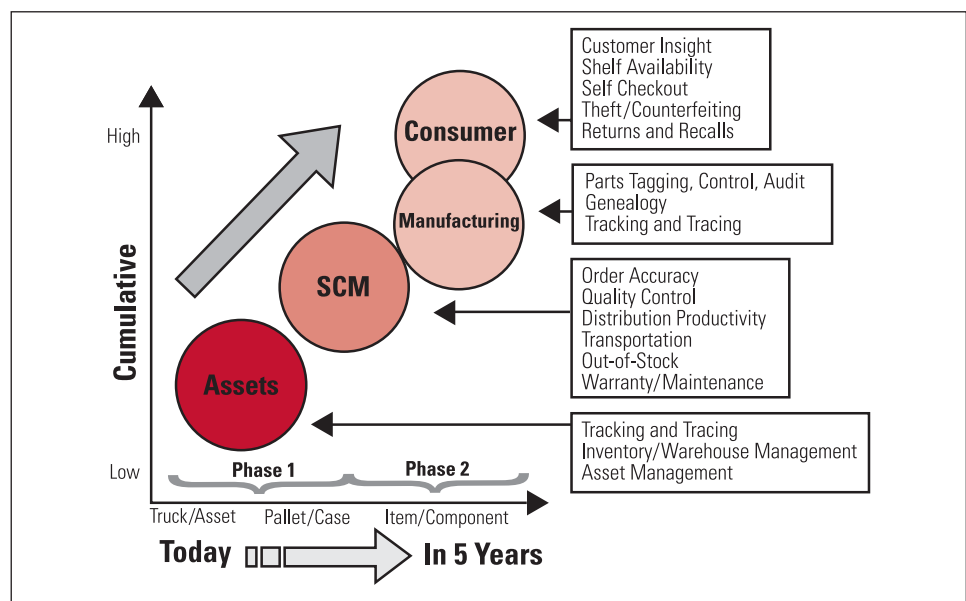 Customer Insight
Shelf Availability
Self Checkout
Theft/Counterfeiting
Returns and Recalls
High
Consumer
Parts Tagging, Control, Audit
Genealogy
Tracking and Tracing
Manufacturing
SCM
Order Accuracy
Quality Control
Distribution Productivity
Transportation
Out-of-Stock
Warranty/Maintenance
Cumulative
Assets
Tracking and Tracing
Inventory/Warehouse Management
Asset Management
Low
Phase 1
Phase 2
Truck/Asset
Pallet/Case
Item/Component
Today
In 5 Years